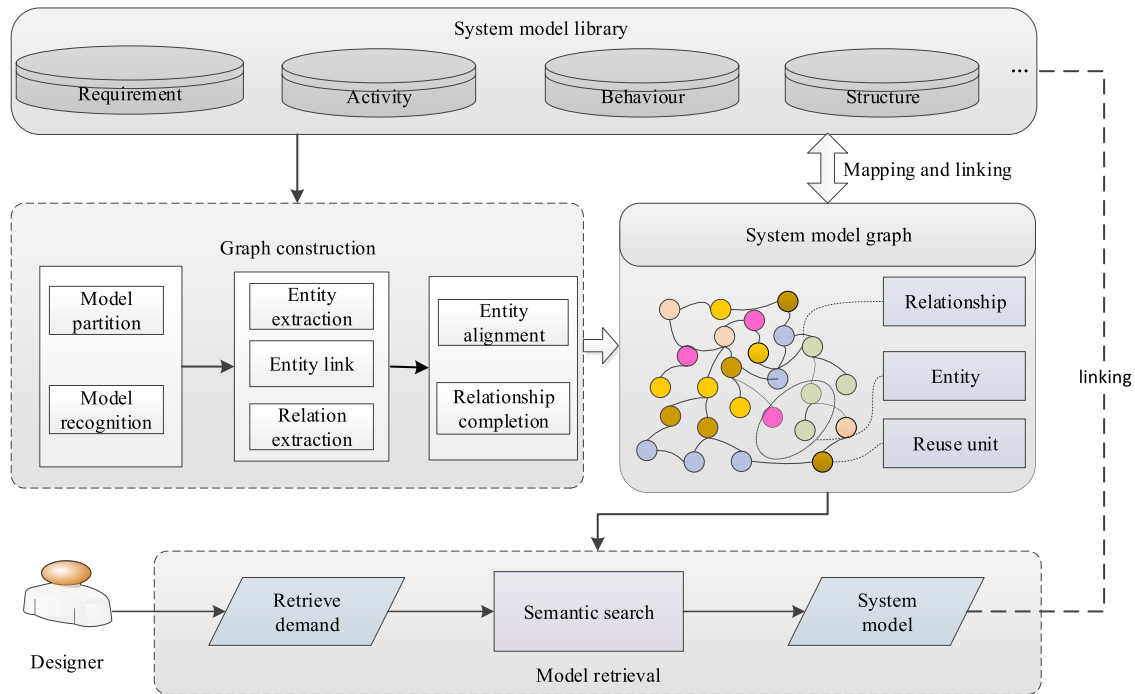 System model library
Requirement
Activity
Behaviour
Structure
...
Mapping and linking
Graph construction
Model
partition
Model
recognition
Entity
extraction
Entity link
Relation
extraction
Entity
alignment
Relationship
completion
System model graph
Relationship
Entity
Reuse unit
linking
Designer
Retrieve
demand
Semantic search
System
model
Model retrieval